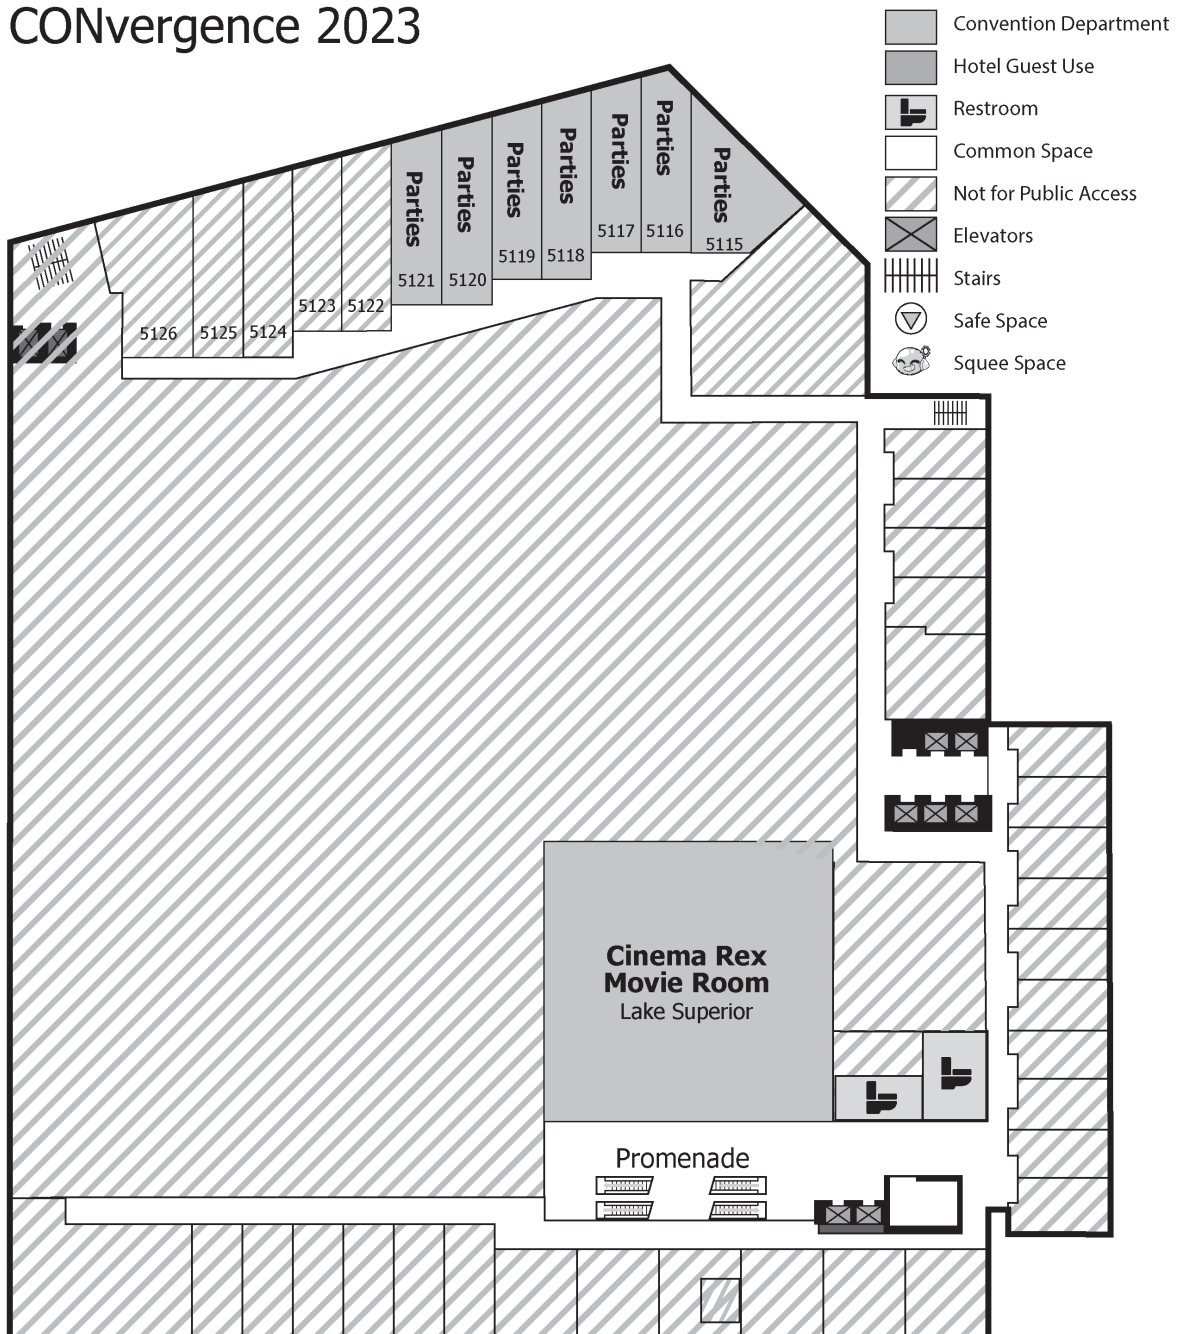 CONvergence 2023
Convention Department
Hotel Guest Use
Restroom
Common Space
Not for Public Access
Elevators
Stairs
Safe Space
Squee Space
Parties
5121
Parties
5120
Parties
5119
Parties
5118
Parties
5117
Parties
5116
Parties
5115
5126
5125
5124
5123
5122
Cinema Rex
Movie Room
Lake Superior
Promenade